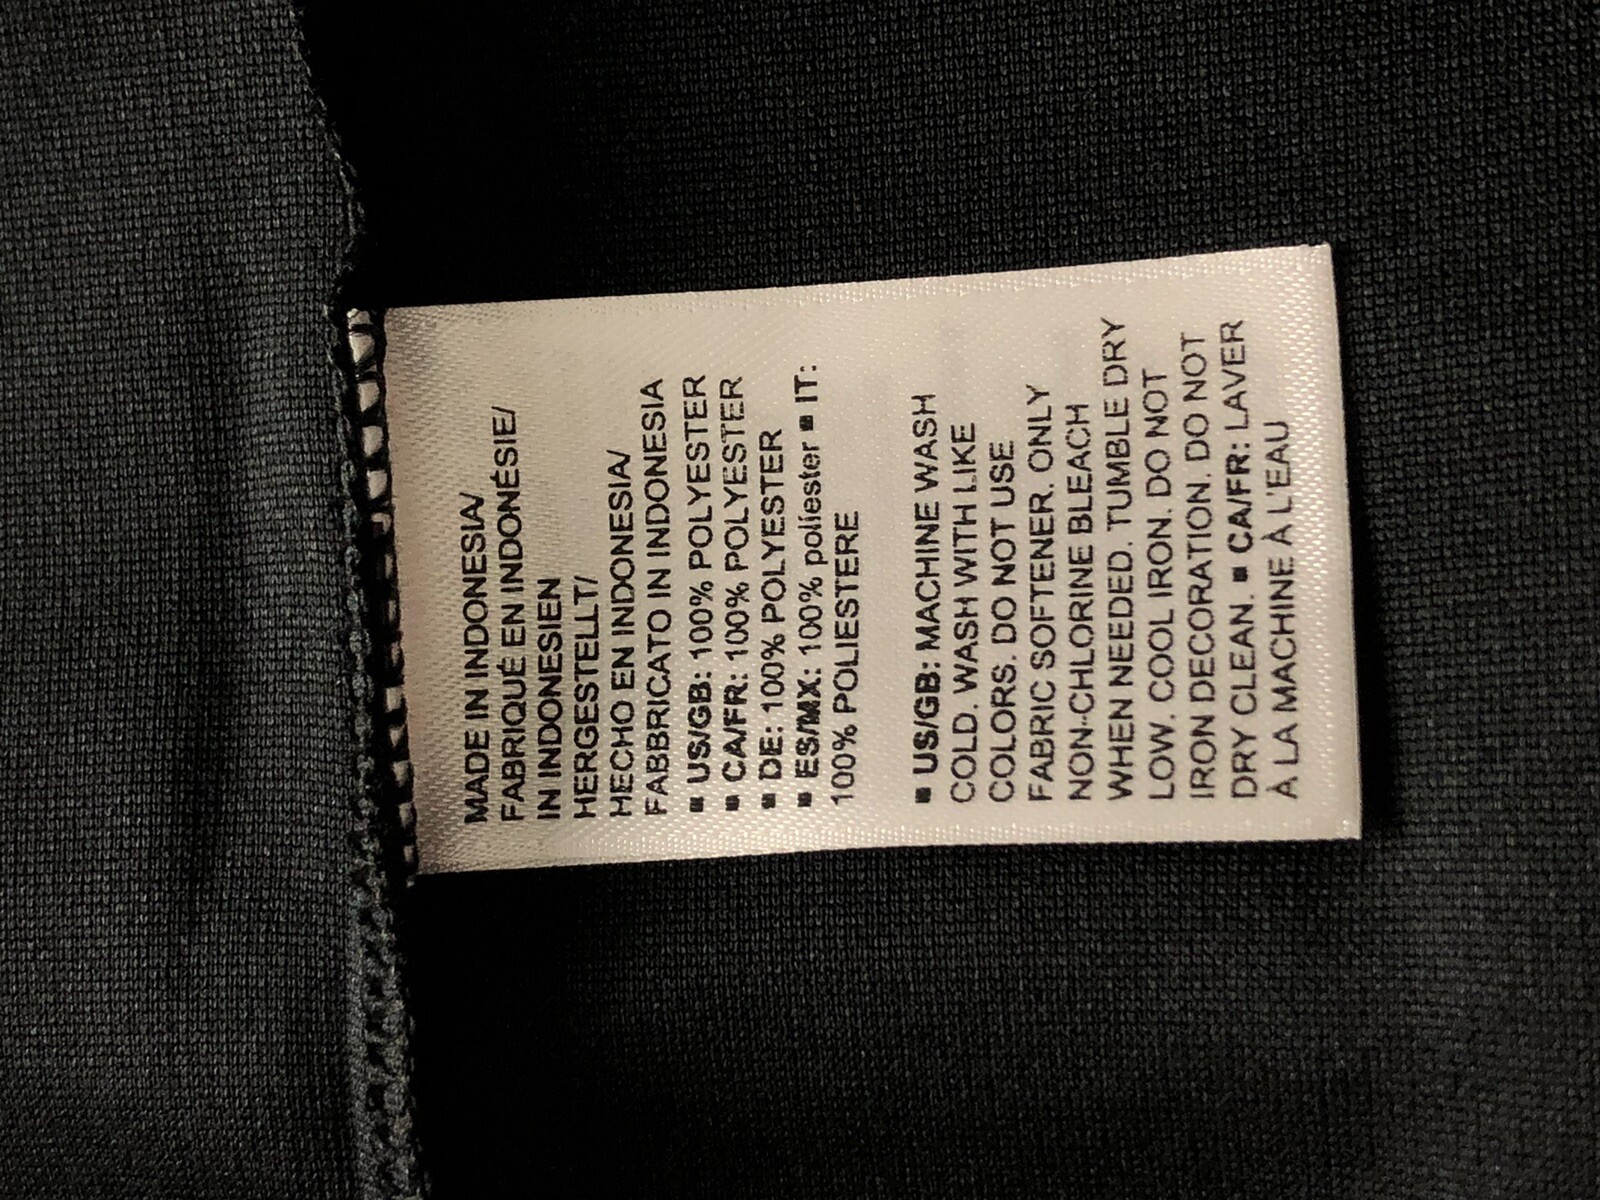 MADE IN INDONESIA/
FABRIQUÉ EN INDONÉSIE/
IN INDONESIEN
HERGESTELLT/
HECHO EN INDONESIA/
FABBRICATO IN INDONESIA
▪ US/GB: 100% POLYESTER
▪ CA/FR: 100% POLYESTER
▪ DE: 100% POLYESTER
▪ ES/MX: 100% poliéster ▪ IT:
100% POLIESTERE
▪ US/GB: MACHINE WASH
COLD. WASH WITH LIKE
COLORS. DO NOT USE
FABRIC SOFTENER. ONLY
NON-CHLORINE BLEACH
WHEN NEEDED. TUMBLE DRY
LOW. COOL IRON. DO NOT
IRON DECORATION. DO NOT
DRY CLEAN. ▪ CA/FR: LAVER
À LA MACHINE À L'EAU